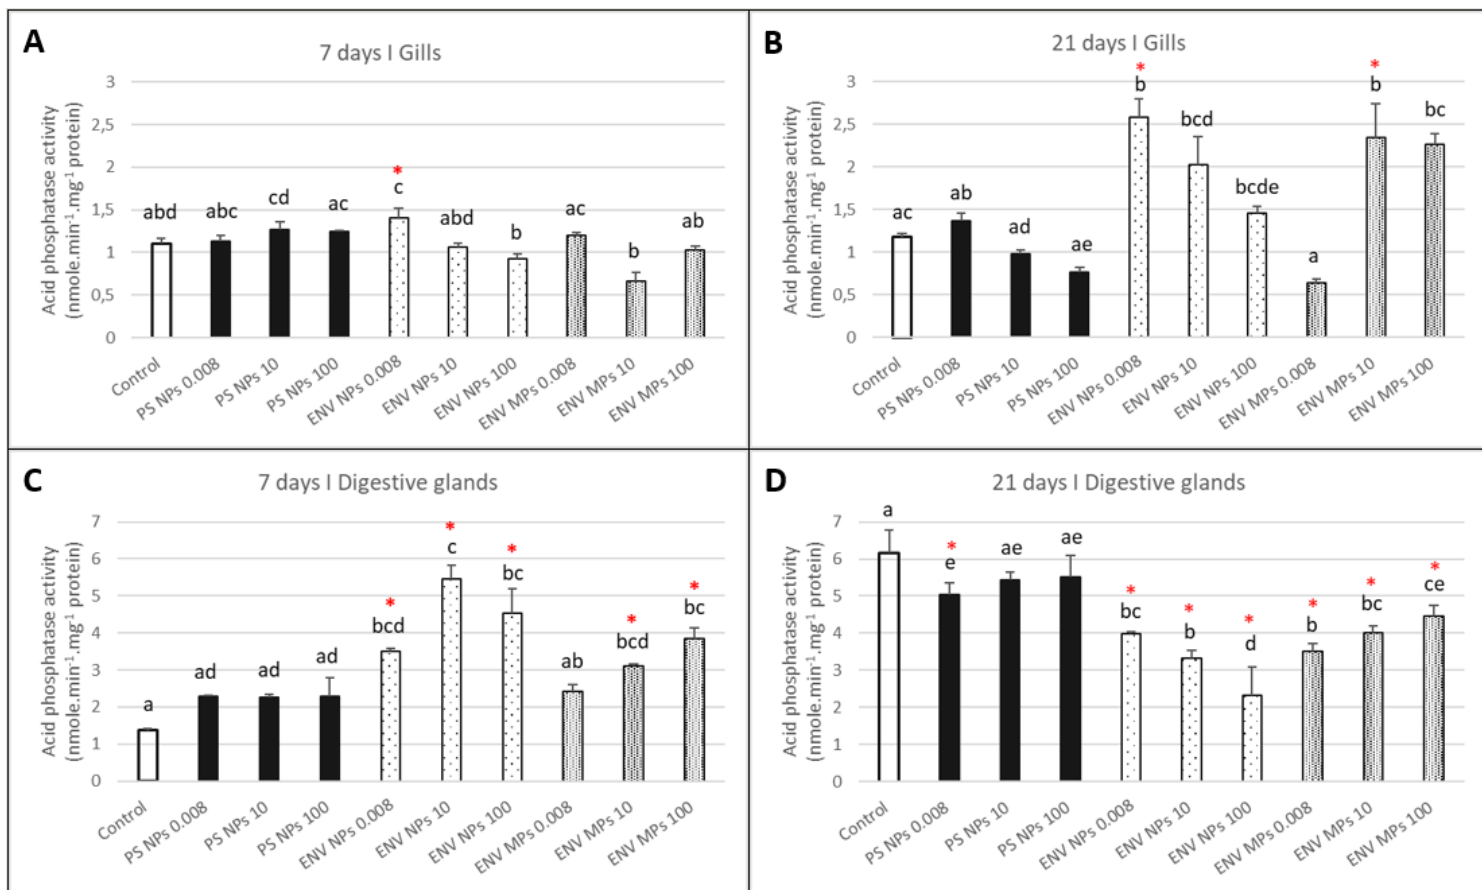 A
7 days I Gills
Acid phosphatase activity
(nmole.min⁻¹.mg⁻¹ protein)
3
2,5
2
1,5
1
0,5
0
abd
abc
cd
ac
*
c
abd
b
ac
b
ab
Control
PS NPs 0.008
PS NPs 10
PS NPs 100
ENV NPs 0.008
ENV NPs 10
ENV NPs 100
ENV MPs 0.008
ENV MPs 10
ENV MPs 100
B
21 days I Gills
Acid phosphatase activity
(nmole.min⁻¹.mg⁻¹ protein)
3
2,5
2
1,5
1
0,5
0
ac
ab
ad
ae
*
b
bcd
bcde
a
*
b
bc
Control
PS NPs 0.008
PS NPs 10
PS NPs 100
ENV NPs 0.008
ENV NPs 10
ENV NPs 100
ENV MPs 0.008
ENV MPs 10
ENV MPs 100
C
7 days I Digestive glands
Acid phosphatase activity
(nmole.min⁻¹.mg⁻¹ protein)
7
6
5
4
3
2
1
0
a
ad
ad
ad
*
bcd
*
c
*
bc
ab
*
bcd
*
bc
Control
PS NPs 0.008
PS NPs 10
PS NPs 100
ENV NPs 0.008
ENV NPs 10
ENV NPs 100
ENV MPs 0.008
ENV MPs 10
ENV MPs 100
D
21 days I Digestive glands
Acid phosphatase activity
(nmole.min⁻¹.mg⁻¹ protein)
7
6
5
4
3
2
1
0
a
*
e
ae
ae
*
bc
*
b
*
d
*
b
*
bc
*
ce
Control
PS NPs 0.008
PS NPs 10
PS NPs 100
ENV NPs 0.008
ENV NPs 10
ENV NPs 100
ENV MPs 0.008
ENV MPs 10
ENV MPs 100